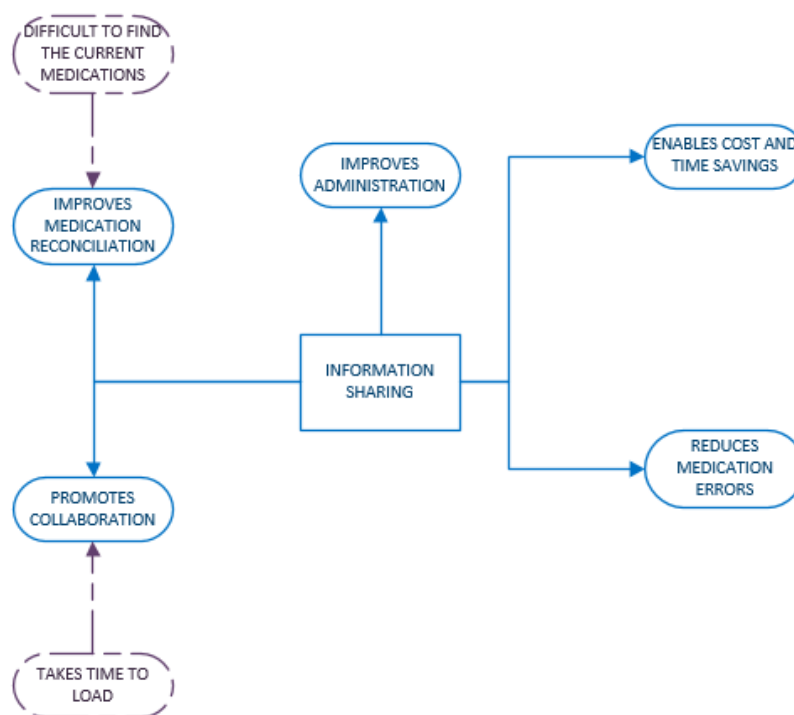 DIFFICULT TO FIND
THE CURRENT
MEDICATIONS
IMPROVES
MEDICATION
RECONCILIATION
IMPROVES
ADMINISTRATION
ENABLES COST AND
TIME SAVINGS
INFORMATION
SHARING
PROMOTES
COLLABORATION
REDUCES
MEDICATION
ERRORS
TAKES TIME TO
LOAD